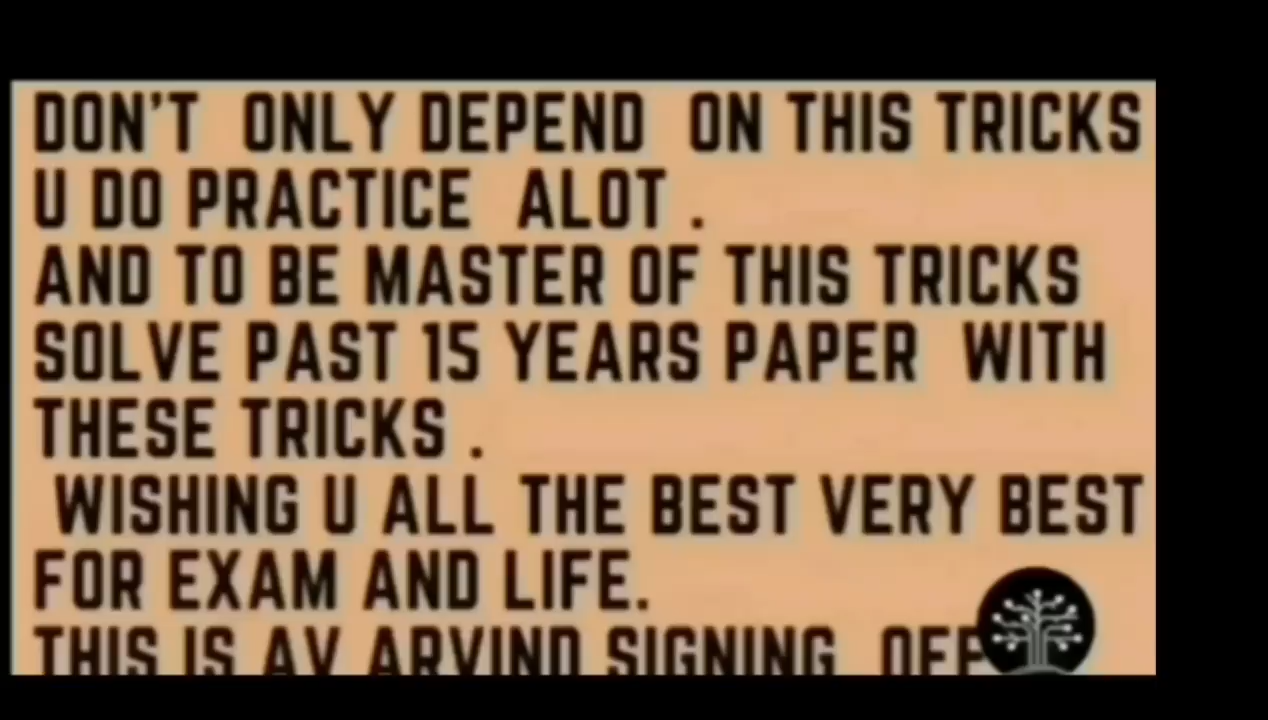 DON'T ONLY DEPEND ON THIS TRICKS
U DO PRACTICE ALOT .
AND TO BE MASTER OF THIS TRICKS
SOLVE PAST 15 YEARS PAPER WITH
THESE TRICKS .
WISHING U ALL THE BEST VERY BEST
FOR EXAM AND LIFE.
THIS IS AV ARVIND SIGNING OFF